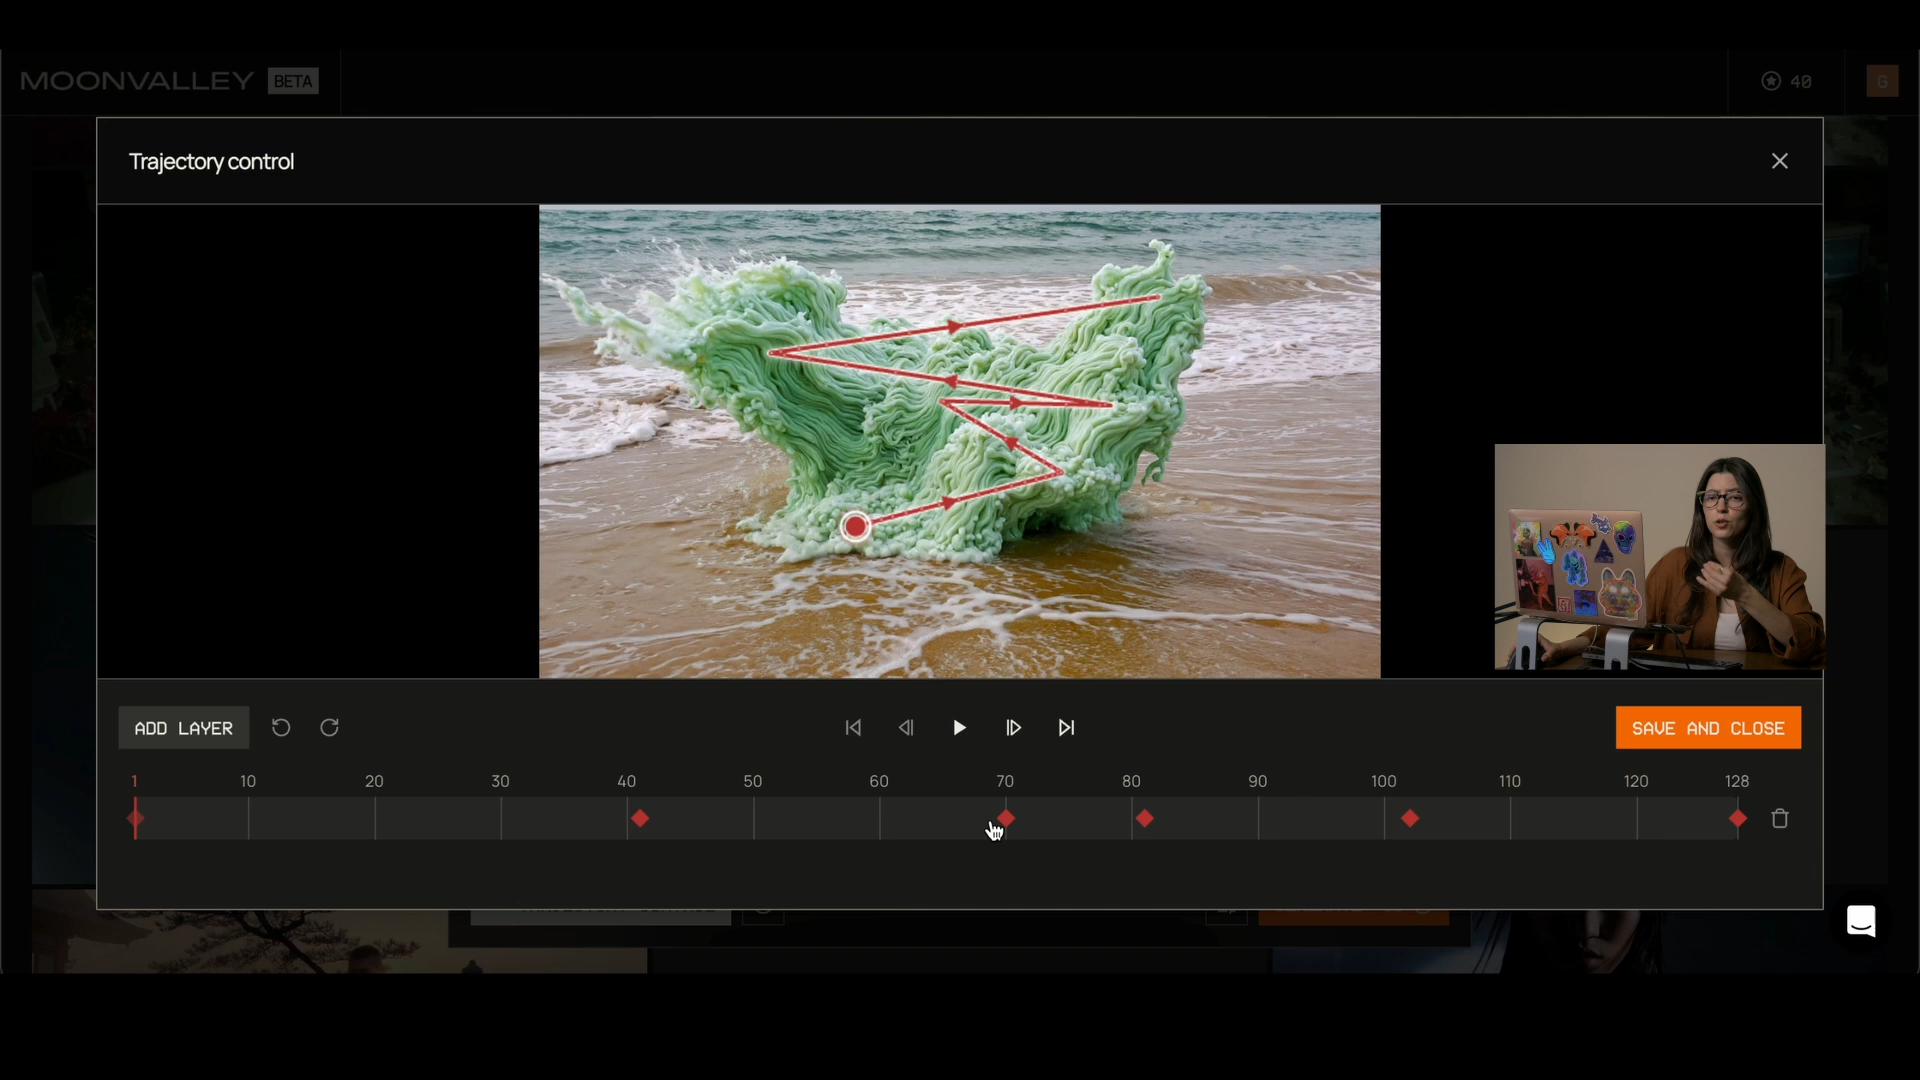 MOONVALLEY BETA
40
G
Trajectory control
ADD LAYER
SAVE AND CLOSE
1 10 20 30 40 50 60 70 80 90 100 110 120 128